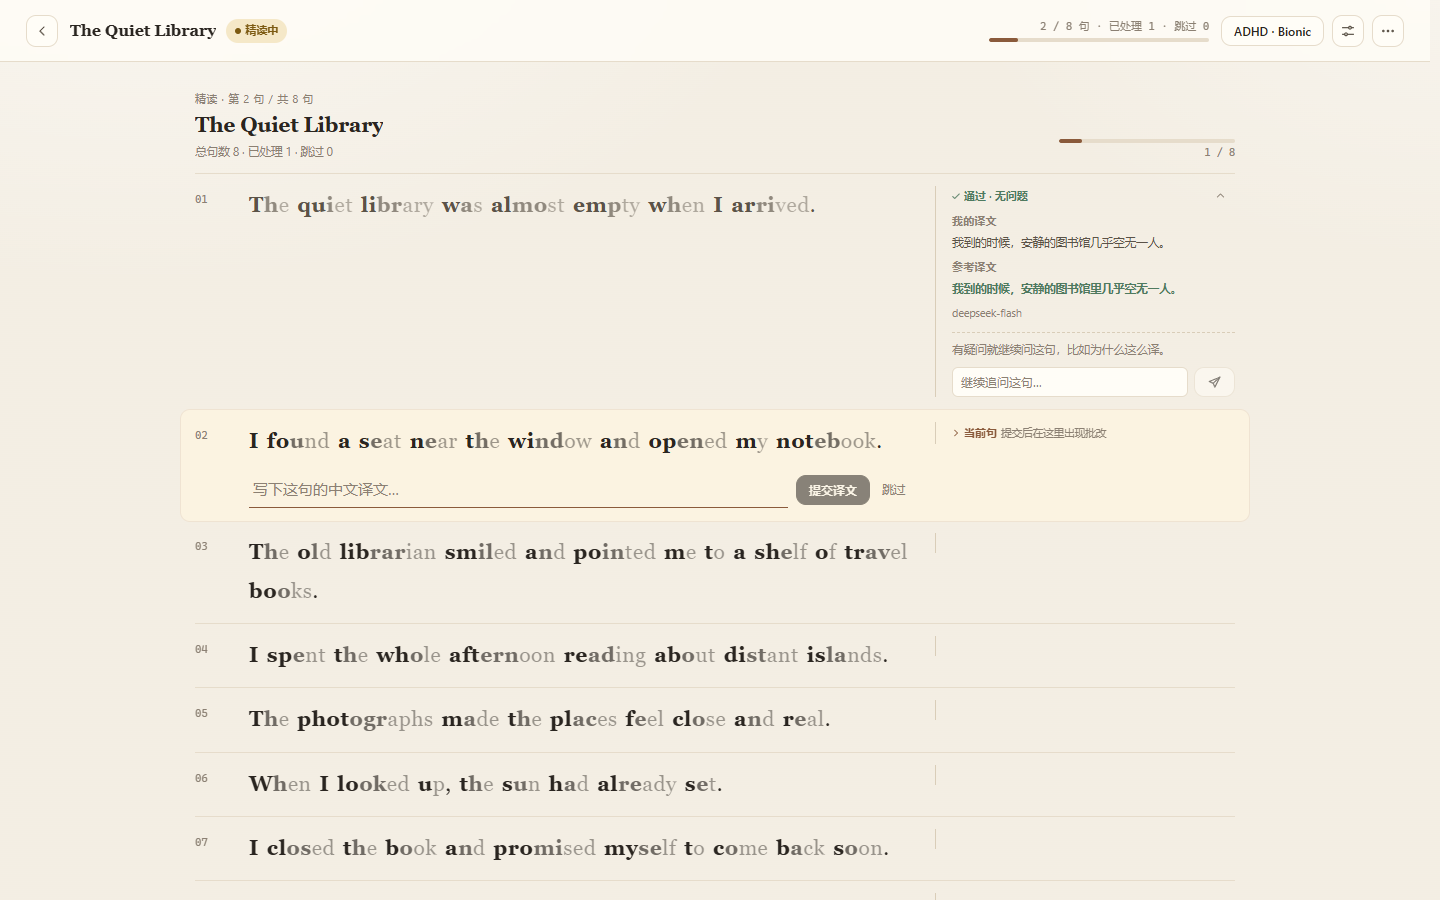 The Quiet Library
精读中
2 / 8 句 · 已处理 1 · 跳过 0
ADHD · Bionic
精读 · 第 2 句 / 共 8 句
The Quiet Library
总句数 8 · 已处理 1 · 跳过 0
1 / 8
01
The quiet library was almost empty when I arrived.
通过 · 无问题
我的译文
我到的时候，安静的图书馆几乎空无一人。
参考译文
我到的时候，安静的图书馆里几乎空无一人。
deepseek-flash
有疑问就继续问这句，比如为什么这么译。
继续追问这句...
02
I found a seat near the window and opened my notebook.
当前句 提交后在这里出现批改
写下这句的中文译文...
提交译文
跳过
03
The old librarian smiled and pointed me to a shelf of travel
books.
04
I spent the whole afternoon reading about distant islands.
05
The photographs made the places feel close and real.
06
When I looked up, the sun had already set.
07
I closed the book and promised myself to come back soon.